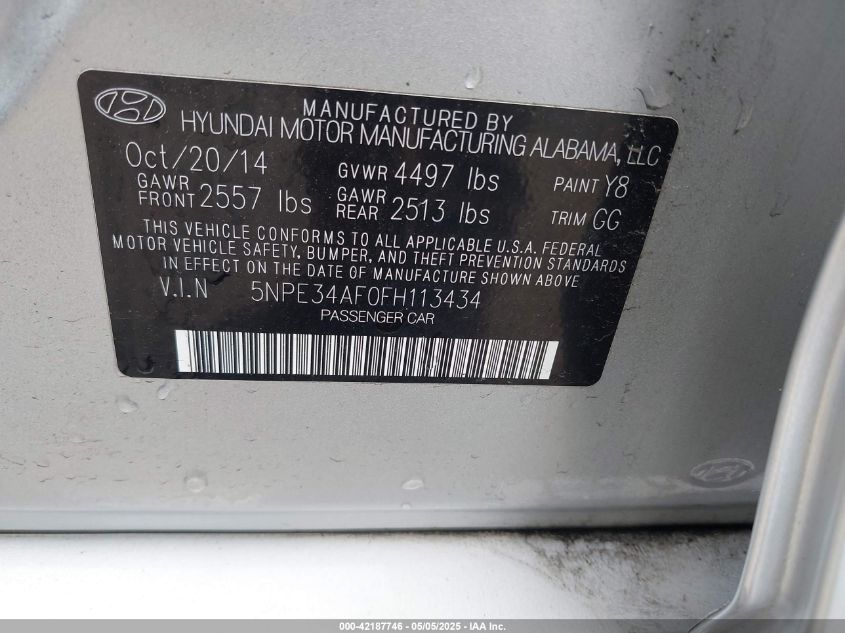 MANUFACTURED BY
HYUNDAI MOTOR MANUFACTURING ALABAMA, LLC
Oct/20/14 GVWR 4497 lbs PAINT Y8
GAWR FRONT 2557 lbs GAWR REAR 2513 lbs TRIM GG
THIS VEHICLE CONFORMS TO ALL APPLICABLE U.S.A. FEDERAL
MOTOR VEHICLE SAFETY, BUMPER, AND THEFT PREVENTION STANDARDS
IN EFFECT ON THE DATE OF MANUFACTURE SHOWN ABOVE
V.I.N 5NPE34AF0FH113434
PASSENGER CAR
000-42187746 - 05/05/2025 - IAA Inc.